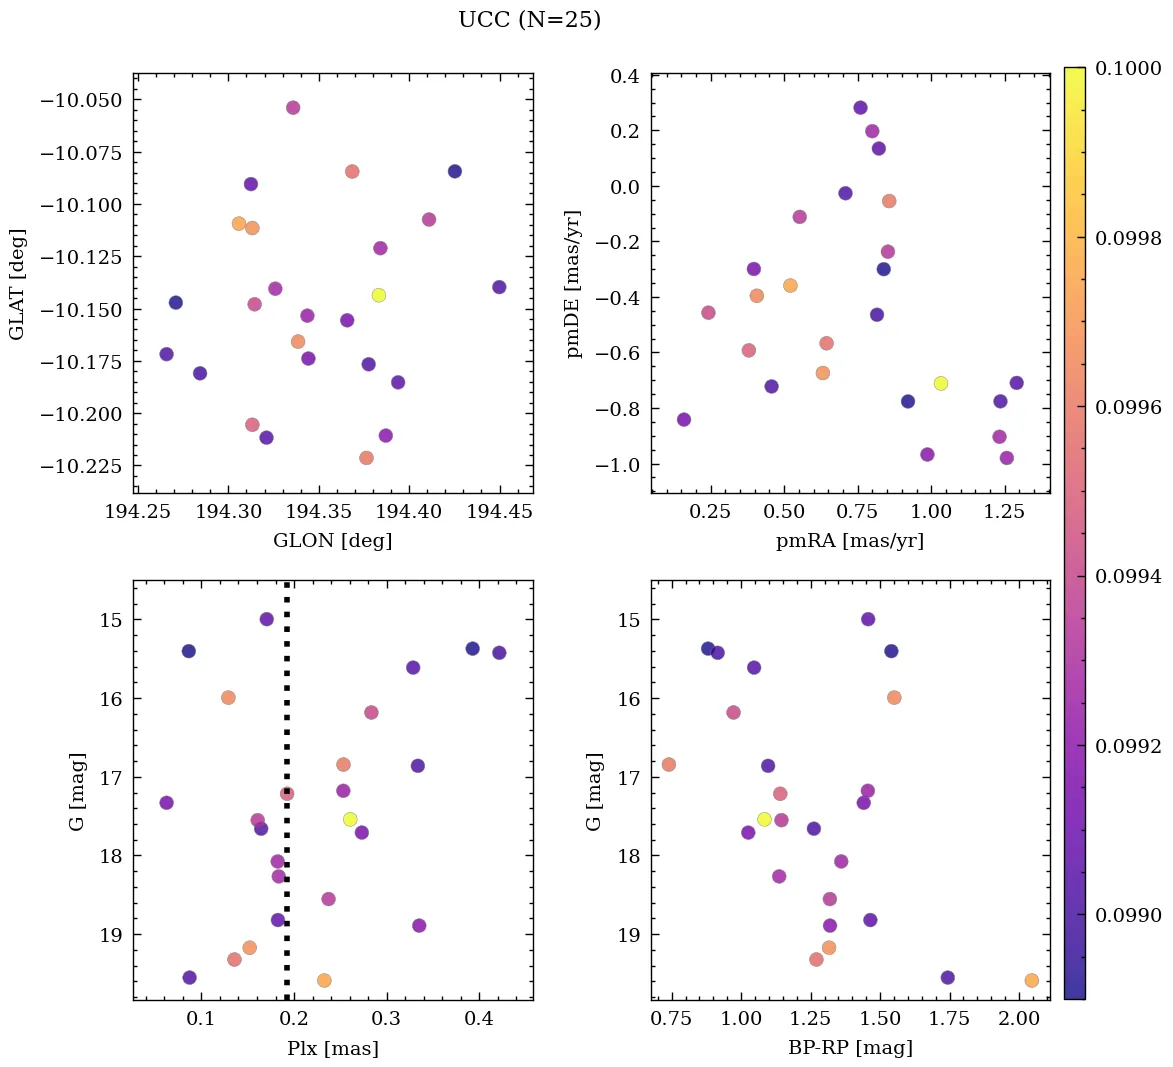 UCC (N=25)
−10.050
−10.075
−10.100
−10.125
−10.150
−10.175
−10.200
−10.225
GLAT [deg]
194.25 194.30 194.35 194.40 194.45
GLON [deg]
0.4
0.2
0.0
−0.2
−0.4
−0.6
−0.8
−1.0
pmDE [mas/yr]
0.25 0.50 0.75 1.00 1.25
pmRA [mas/yr]
15
16
17
18
19
G [mag]
0.1 0.2 0.3 0.4
Plx [mas]
15
16
17
18
19
G [mag]
0.75 1.00 1.25 1.50 1.75 2.00
BP-RP [mag]
0.1000
0.0998
0.0996
0.0994
0.0992
0.0990